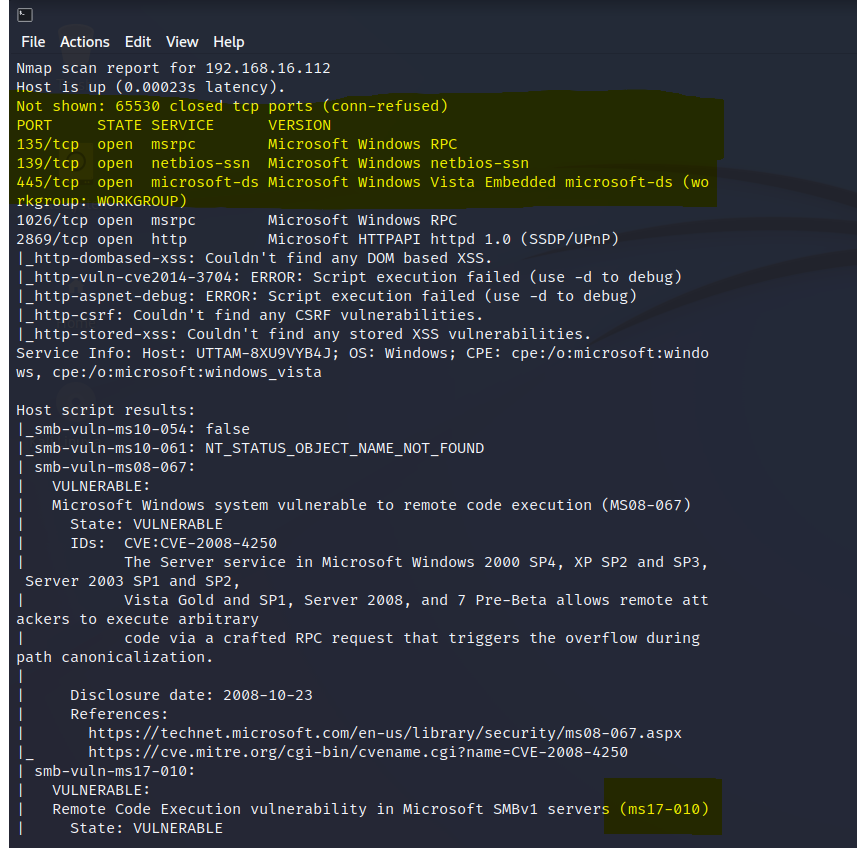 File Actions Edit View Help
Nmap scan report for 192.168.16.112
Host is up (0.00023s latency).
Not shown: 65530 closed tcp ports (conn-refused)
PORT     STATE SERVICE      VERSION
135/tcp  open  msrpc        Microsoft Windows RPC
139/tcp  open  netbios-ssn  Microsoft Windows netbios-ssn
445/tcp  open  microsoft-ds Microsoft Windows Vista Embedded microsoft-ds (wo
rkgroup: WORKGROUP)
1026/tcp open  msrpc        Microsoft Windows RPC
2869/tcp open  http         Microsoft HTTPAPI httpd 1.0 (SSDP/UPnP)
|_http-dombased-xss: Couldn't find any DOM based XSS.
|_http-vuln-cve2014-3704: ERROR: Script execution failed (use -d to debug)
|_http-aspnet-debug: ERROR: Script execution failed (use -d to debug)
|_http-csrf: Couldn't find any CSRF vulnerabilities.
|_http-stored-xss: Couldn't find any stored XSS vulnerabilities.
Service Info: Host: UTTAM-8XU9VYB4J; OS: Windows; CPE: cpe:/o:microsoft:windo
ws, cpe:/o:microsoft:windows_vista

Host script results:
|_smb-vuln-ms10-054: false
|_smb-vuln-ms10-061: NT_STATUS_OBJECT_NAME_NOT_FOUND
| smb-vuln-ms08-067:
|   VULNERABLE:
|   Microsoft Windows system vulnerable to remote code execution (MS08-067)
|     State: VULNERABLE
|     IDs:  CVE:CVE-2008-4250
|           The Server service in Microsoft Windows 2000 SP4, XP SP2 and SP3,
 Server 2003 SP1 and SP2,
|           Vista Gold and SP1, Server 2008, and 7 Pre-Beta allows remote att
ackers to execute arbitrary
|           code via a crafted RPC request that triggers the overflow during
path canonicalization.
|
|     Disclosure date: 2008-10-23
|     References:
|       https://technet.microsoft.com/en-us/library/security/ms08-067.aspx
|_      https://cve.mitre.org/cgi-bin/cvename.cgi?name=CVE-2008-4250
| smb-vuln-ms17-010:
|   VULNERABLE:
|   Remote Code Execution vulnerability in Microsoft SMBv1 servers (ms17-010)
|     State: VULNERABLE